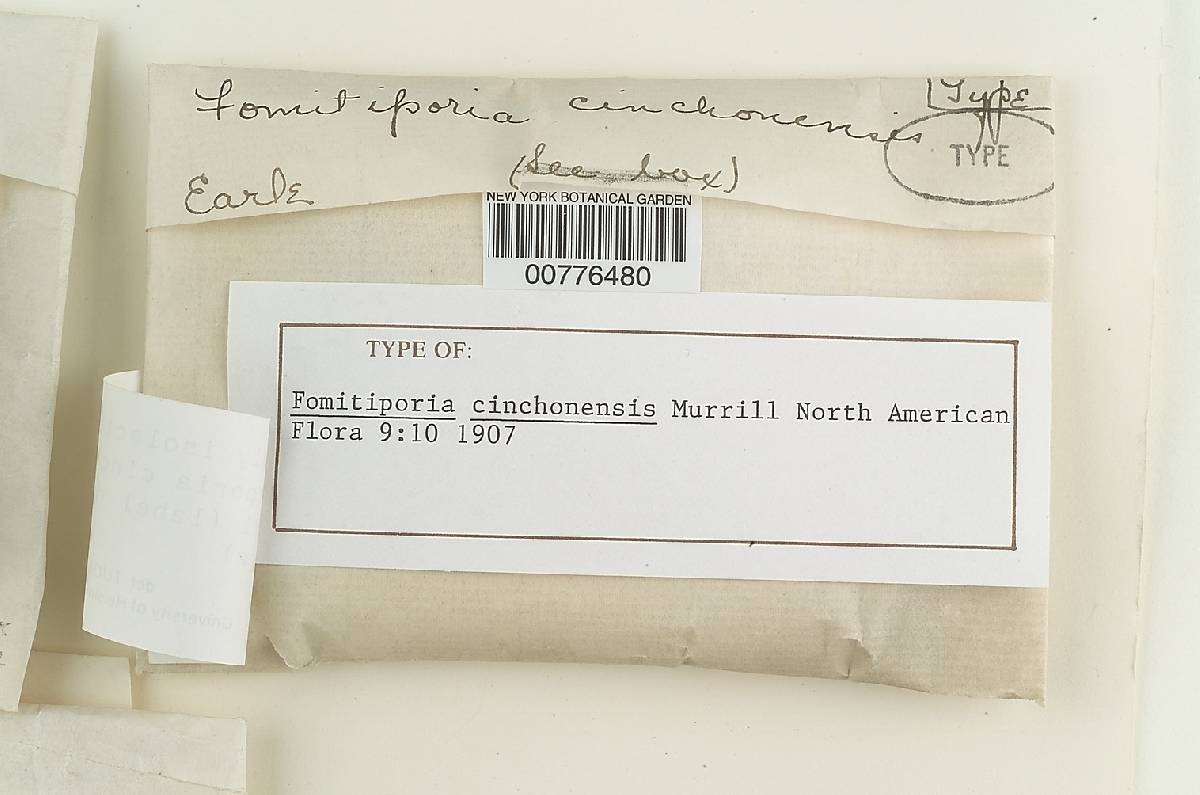 Fomitiporia cinchonensis
Type
TYPE
(See box)
Earle
NEW YORK BOTANICAL GARDEN
00776480
TYPE OF:
Fomitiporia cinchonensis Murrill North American
Flora 9:10 1907